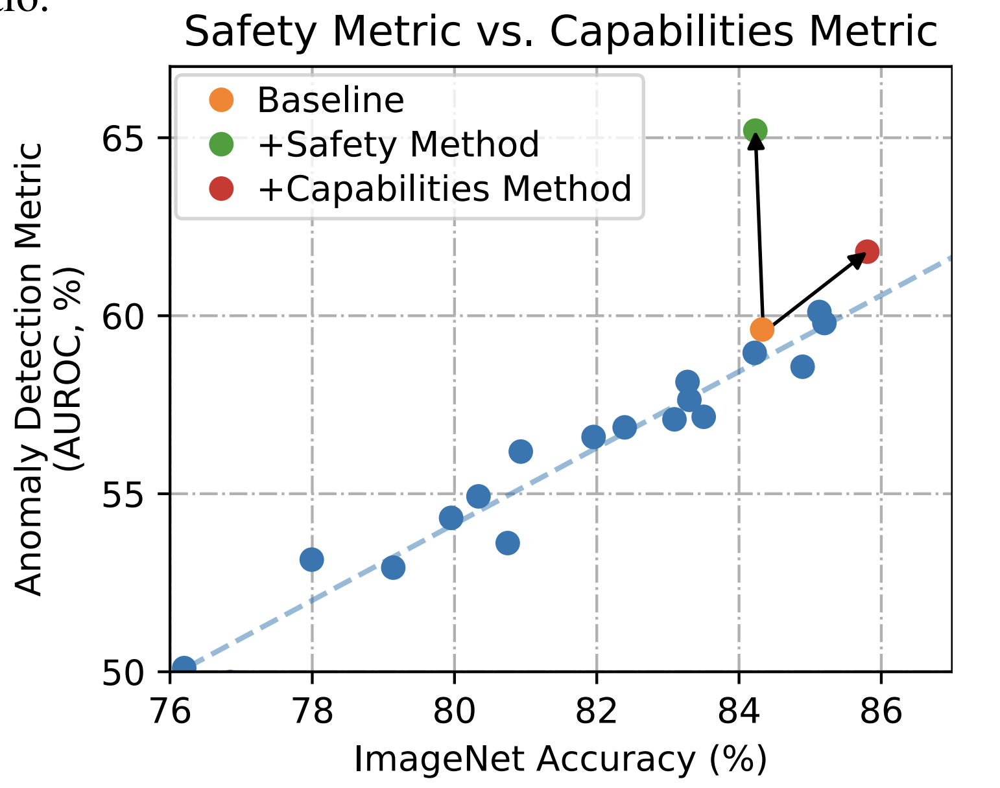 Safety Metric vs. Capabilities Metric
Baseline
+Safety Method
+Capabilities Method
Anomaly Detection Metric
(AUROC, %)
65
60
55
50
76 78 80 82 84 86
ImageNet Accuracy (%)